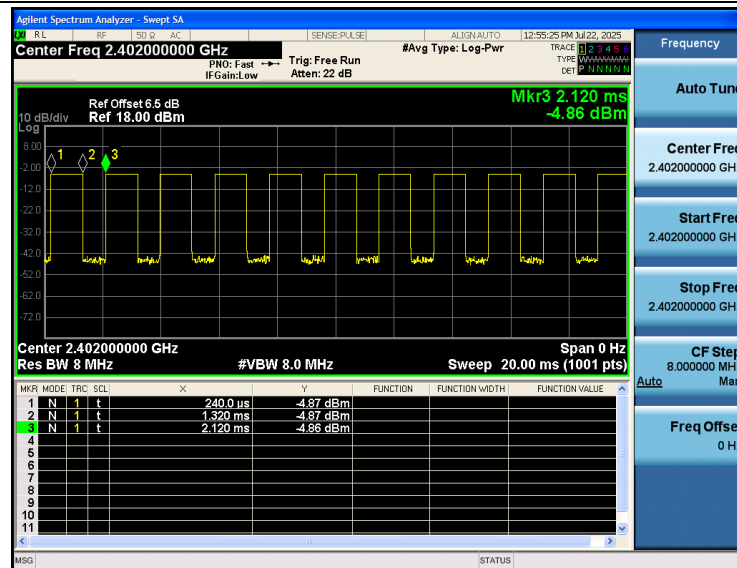 Agilent Spectrum Analyzer - Swept SA
LXI RL RF 50 Ω AC SENSE:PULSE ALIGN AUTO 12:55:25 PM Jul 22, 2025
Center Freq 2.402000000 GHz
PNO: Fast
IFGain:Low
Trig: Free Run
Atten: 22 dB
#Avg Type: Log-Pwr
TRACE 1 2 3 4 5 6
TYPE
DET P N N N N N
Mkr3 2.120 ms
-4.86 dBm
Ref Offset 6.5 dB
10 dB/div Ref 18.00 dBm
Log
8.00
-2.00
-12.0
-22.0
-32.0
-42.0
-52.0
-62.0
-72.0
1 2 3
Center 2.402000000 GHz Span 0 Hz
Res BW 8 MHz #VBW 8.0 MHz Sweep 20.00 ms (1001 pts)
MKR MODE TRC SCL X Y FUNCTION FUNCTION WIDTH FUNCTION VALUE
1 N 1 t 240.0 µs -4.87 dBm
2 N 1 t 1.320 ms -4.87 dBm
3 N 1 t 2.120 ms -4.86 dBm
4
5
6
7
8
9
10
11
MSG STATUS
Frequency
Auto Tun
Center Fre
2.402000000 GH
Start Fre
2.402000000 GH
Stop Fre
2.402000000 GH
CF Step
8.000000 MH
Auto Ma
Freq Offse
0 H